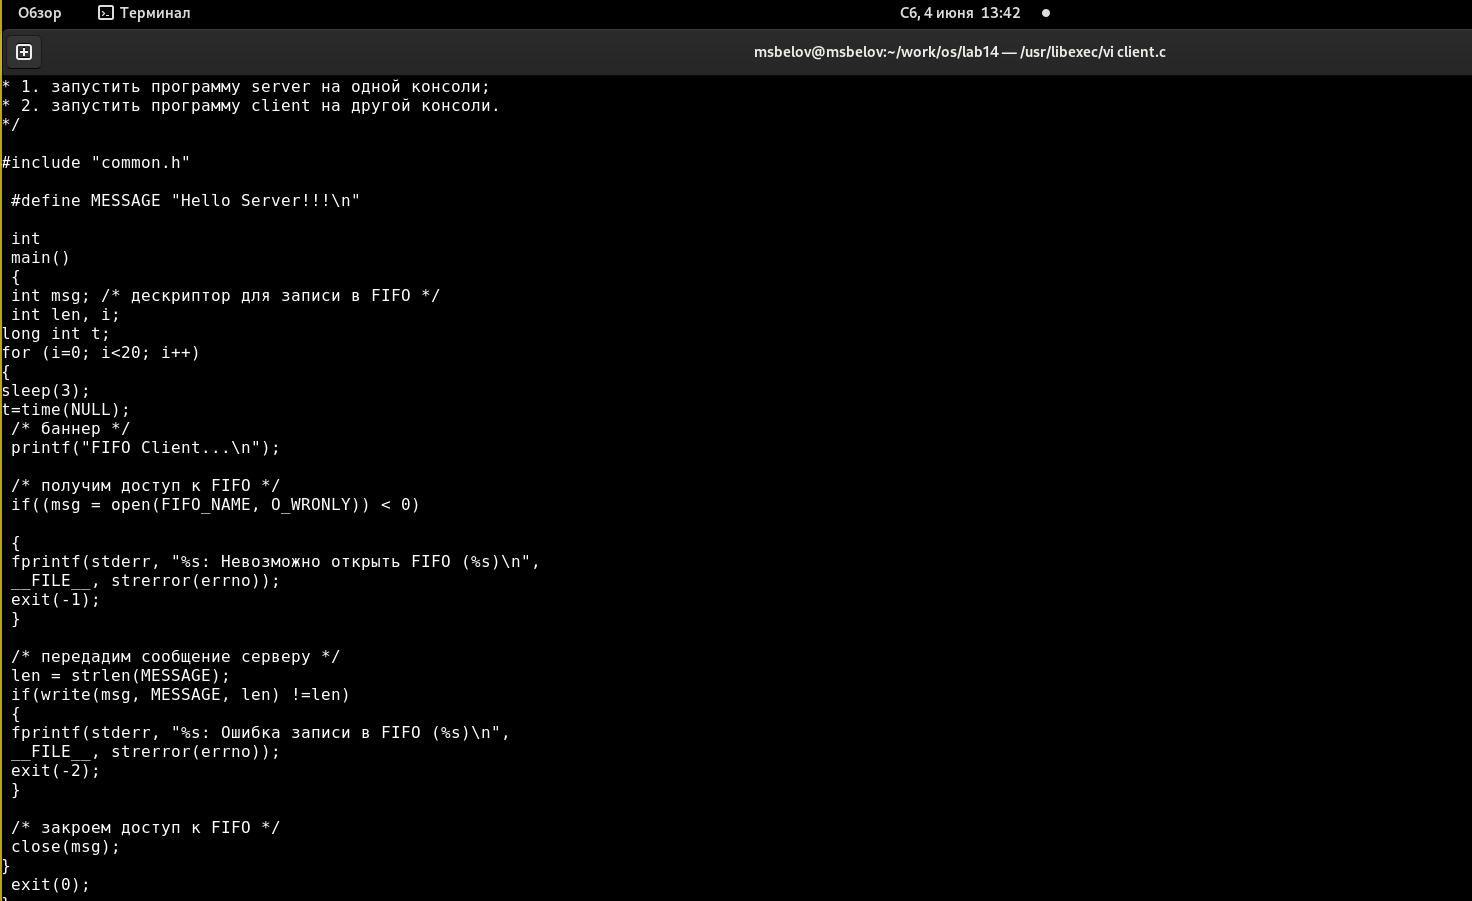 Обзор
Терминал
Сб, 4 июня 13:42
msbelov@msbelov:~/work/os/lab14 — /usr/libexec/vi client.c
* 1. запустить программу server на одной консоли;
* 2. запустить программу client на другой консоли.
*/
#include "common.h"
#define MESSAGE "Hello Server!!!\n"
int
main()
{
int msg; /* дескриптор для записи в FIFO */
int len, i;
long int t;
for (i=0; i<20; i++)
{
sleep(3);
t=time(NULL);
/* баннер */
printf("FIFO Client...\n");
/* получим доступ к FIFO */
if((msg = open(FIFO_NAME, O_WRONLY)) < 0)
{
fprintf(stderr, "%s: Невозможно открыть FIFO (%s)\n",
__FILE__, strerror(errno));
exit(-1);
}
/* передадим сообщение серверу */
len = strlen(MESSAGE);
if(write(msg, MESSAGE, len) !=len)
{
fprintf(stderr, "%s: Ошибка записи в FIFO (%s)\n",
__FILE__, strerror(errno));
exit(-2);
}
/* закроем доступ к FIFO */
close(msg);
}
exit(0);